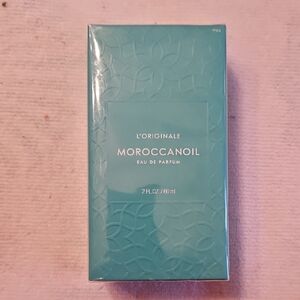 L'ORIGINALE
MOROCCANOIL
EAU DE PARFUM
2 FL.OZ./60 ml